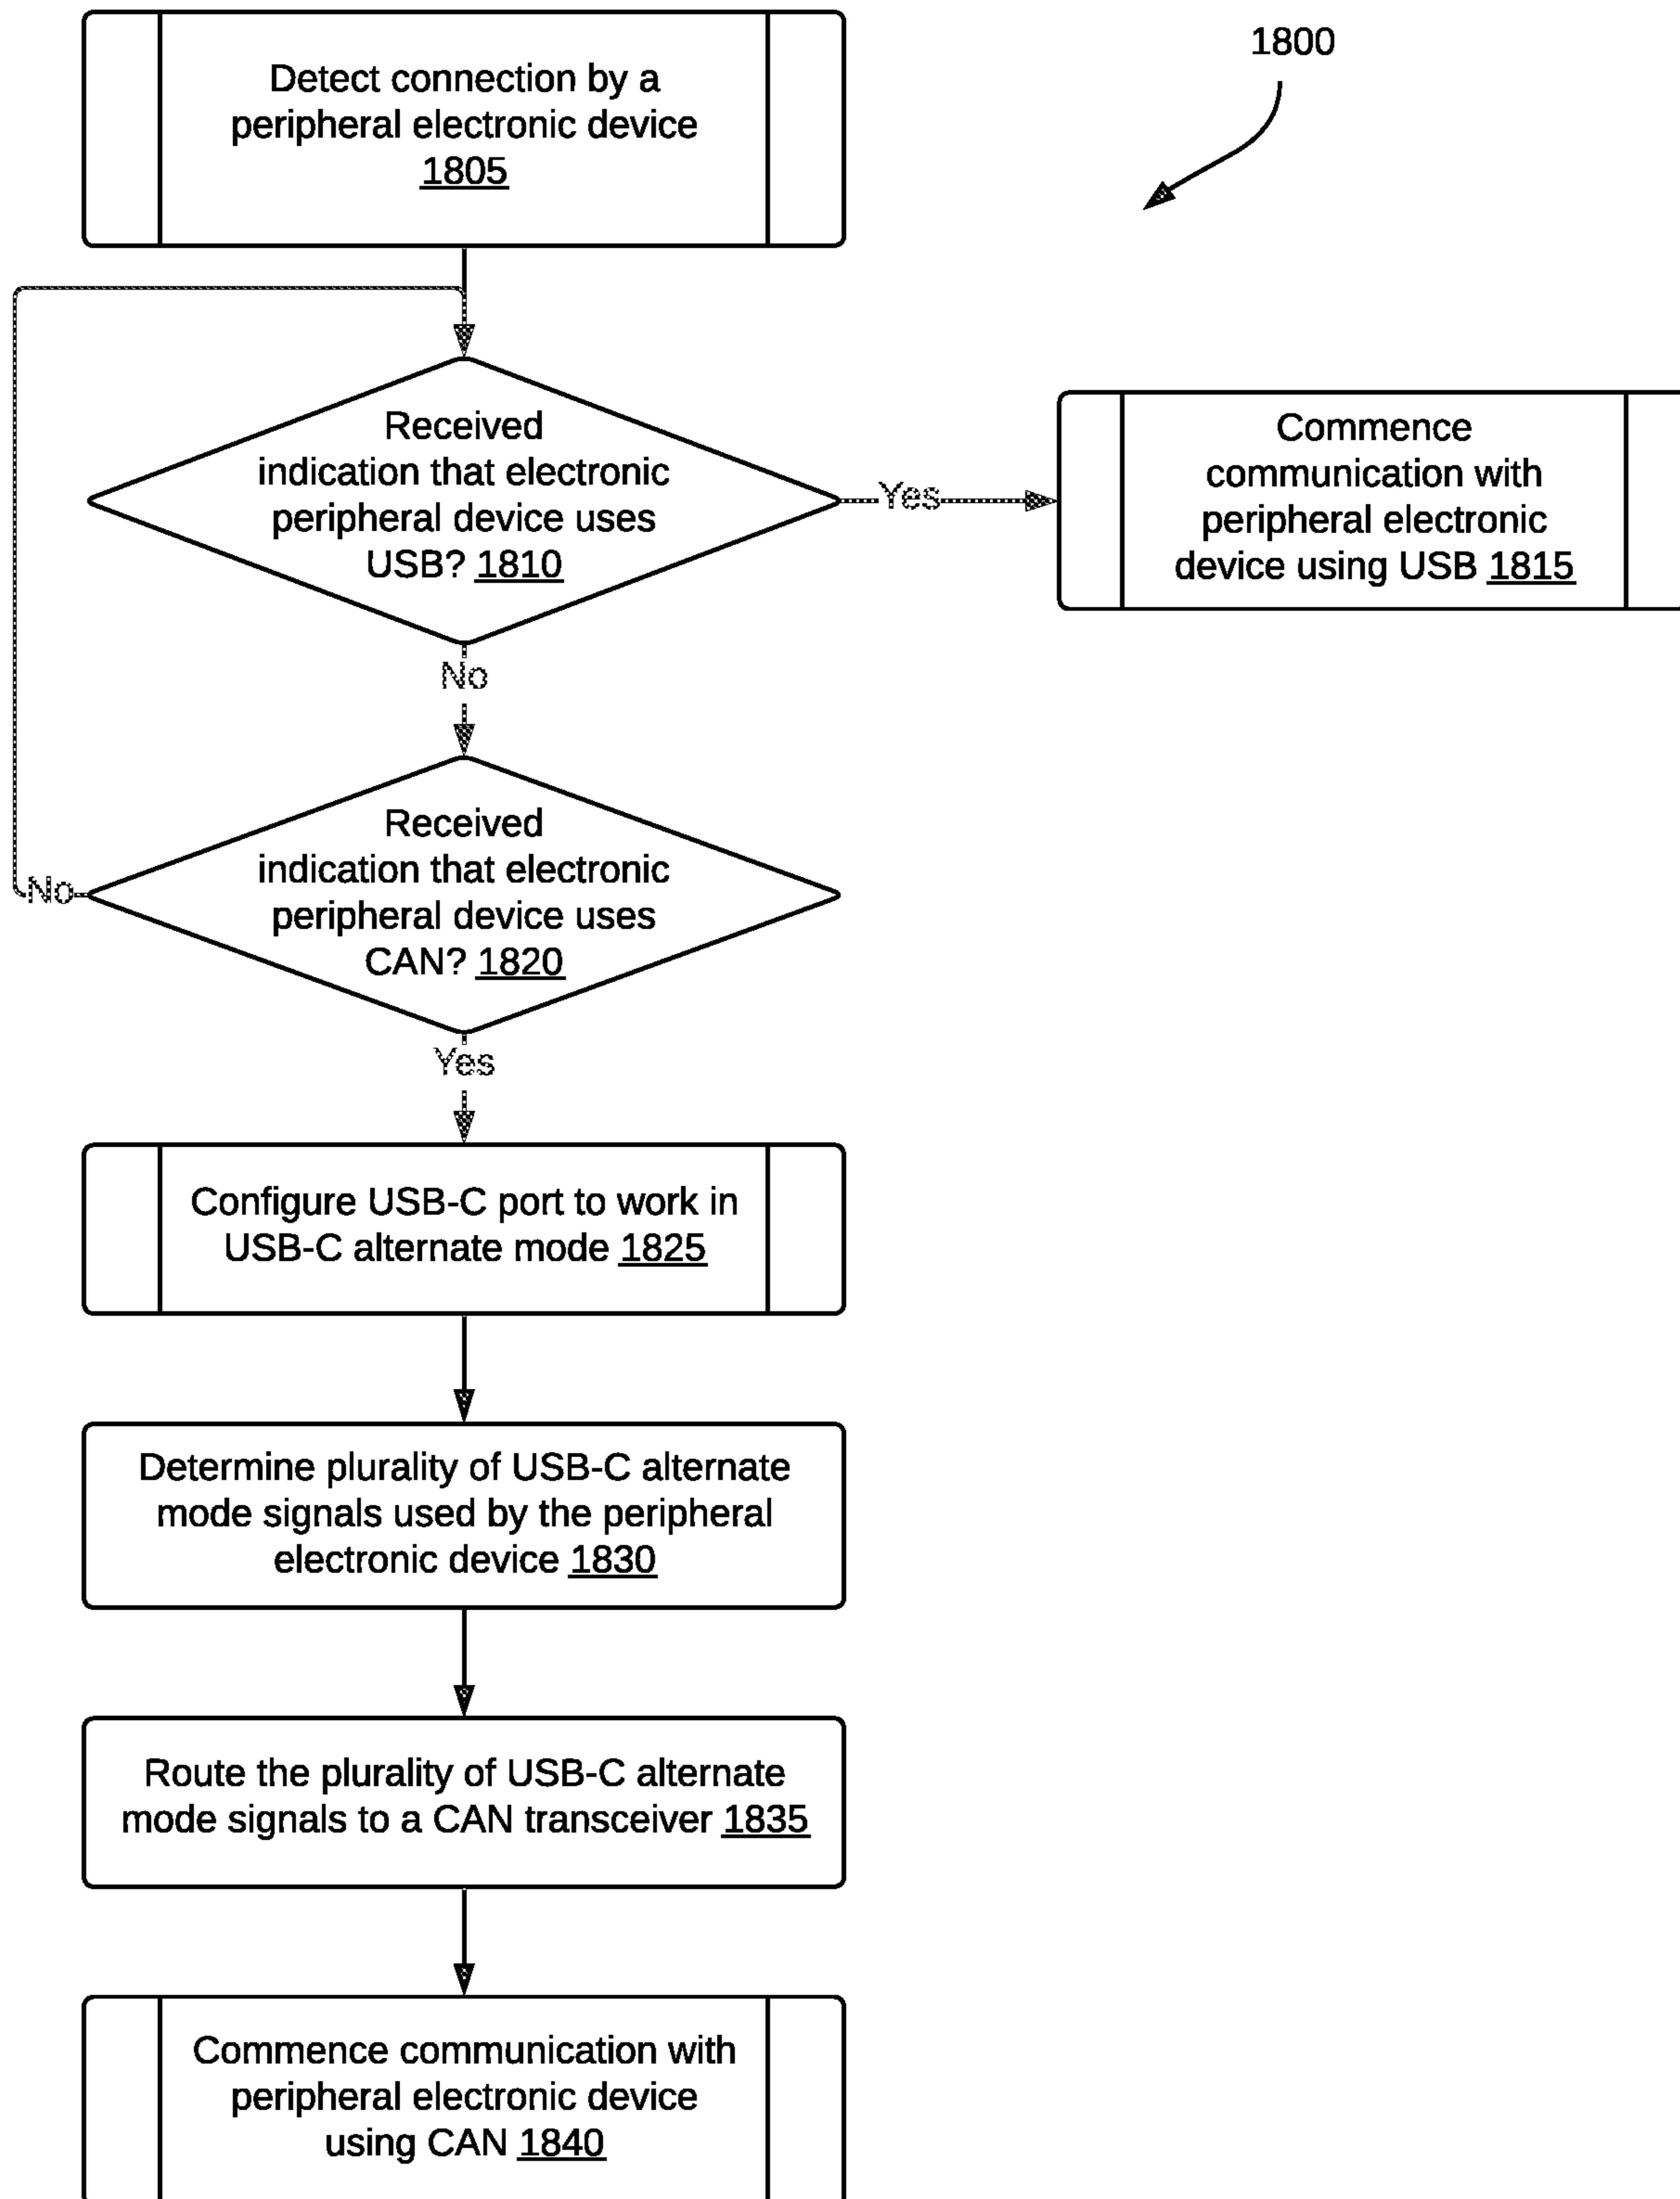 1800
Detect connection by a
peripheral electronic device
1805
Received
indication that electronic
peripheral device uses
USB? 1810
Yes
Commence
communication with
peripheral electronic
device using USB 1815
No
Received
indication that electronic
peripheral device uses
CAN? 1820
No
Yes
Configure USB-C port to work in
USB-C alternate mode 1825
Determine plurality of USB-C alternate
mode signals used by the peripheral
electronic device 1830
Route the plurality of USB-C alternate
mode signals to a CAN transceiver 1835
Commence communication with
peripheral electronic device
using CAN 1840